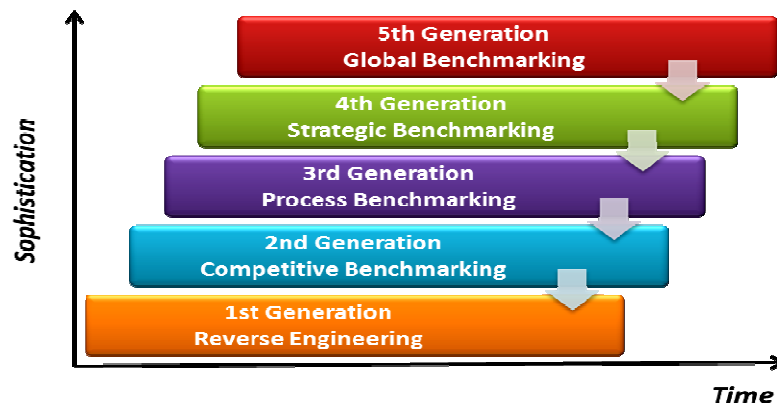 5th Generation
Global Benchmarking
4th Generation
Strategic Benchmarking
3rd Generation
Process Benchmarking
2nd Generation
Competitive Benchmarking
1st Generation
Reverse Engineering
Sophistication
Time